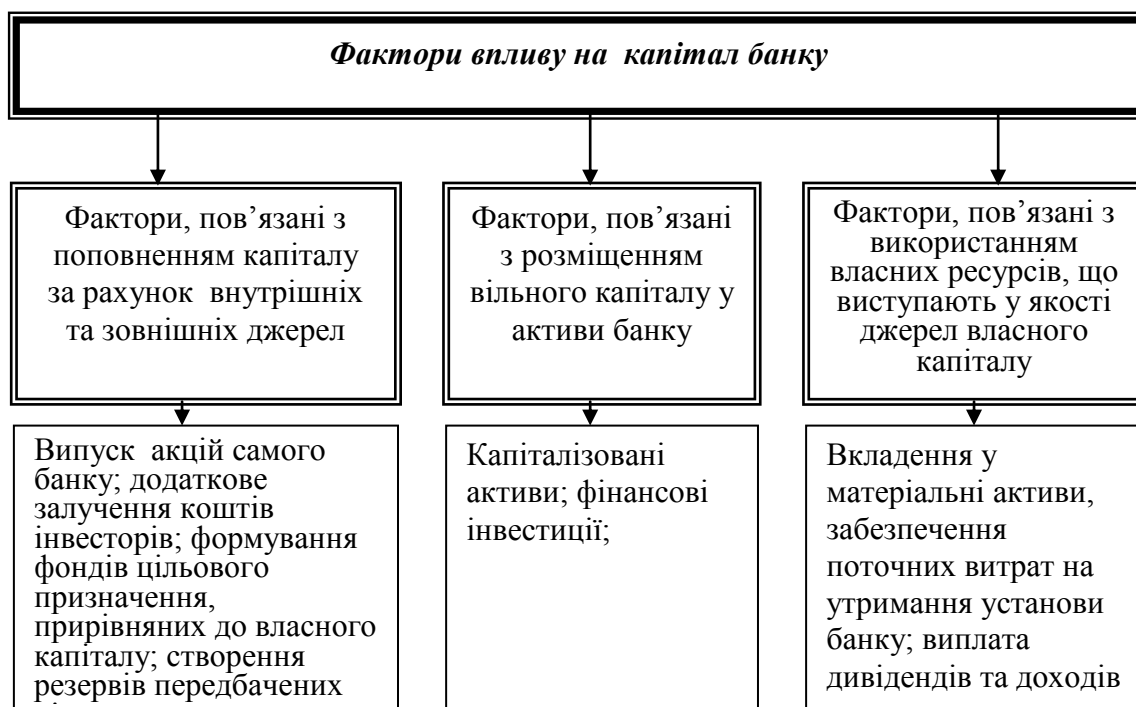 Фактори впливу на капітал банку
Фактори, пов’язані з
поповненням капіталу
за рахунок внутрішніх
та зовнішніх джерел
Фактори, пов’язані
з розміщенням
вільного капіталу у
активи банку
Фактори, пов’язані з
використанням
власних ресурсів, що
виступають у якості
джерел власного
капіталу
Випуск акцій самого
банку; додаткове
залучення коштів
інвесторів; формування
фондів цільового
призначення,
прирівняних до власного
капіталу; створення
резервів передбачених
Капіталізовані
активи; фінансові
інвестиції;
Вкладення у
матеріальні активи,
забезпечення
поточних витрат на
утримання установи
банку; виплата
дивідендів та доходів